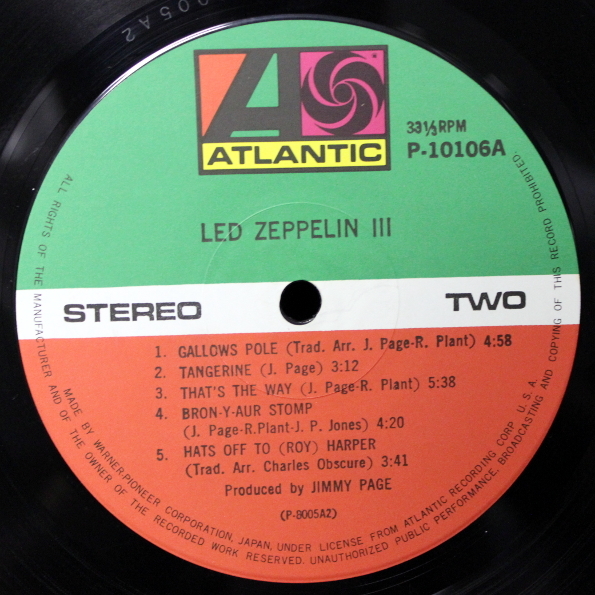 8005A2
A
ATLANTIC
33⅓RPM
P-10106A
LED ZEPPELIN III
STEREO
TWO
1. GALLOWS POLE (Trad. Arr. J. Page-R. Plant) 4:58
2. TANGERINE (J. Page) 3:12
3. THAT'S THE WAY (J. Page-R. Plant) 5:38
4. BRON-Y-AUR STOMP
(J. Page-R.Plant-J. P. Jones) 4:20
5. HATS OFF TO (ROY) HARPER
(Trad. Arr. Charles Obscure) 3:41
Produced by JIMMY PAGE
(P-8005A2)
MADE BY WARNER-PIONEER CORPORATION, JAPAN, UNDER LICENSE FROM ATLANTIC RECORDING CORP. U.S.A.
ALL RIGHTS OF THE MANUFACTURER AND OF THE OWNER OF THE RECORDED WORK RESERVED. UNAUTHORIZED PUBLIC PERFORMANCE, BROADCASTING AND COPYING OF THIS RECORD PROHIBITED.